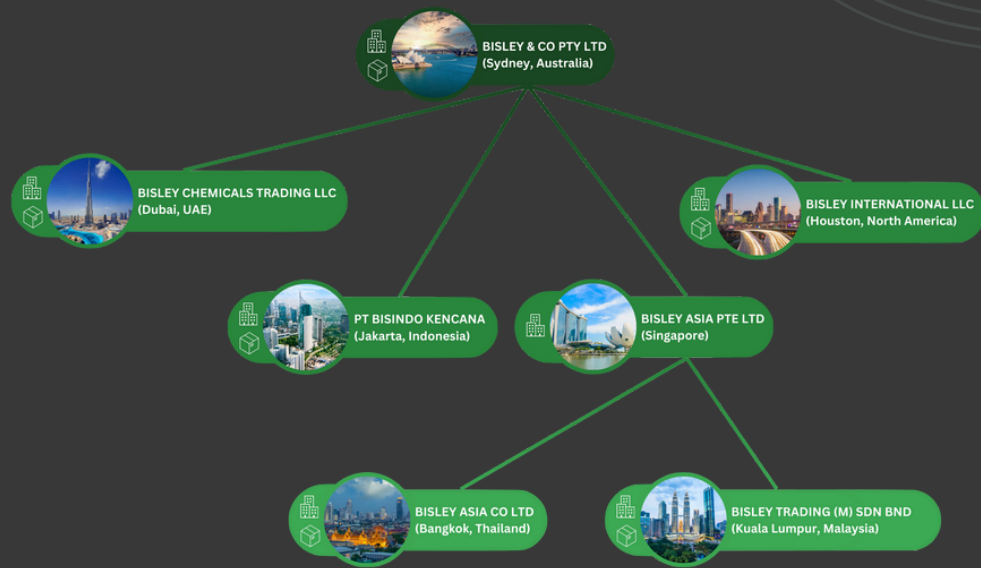 BISLEY & CO PTY LTD
(Sydney, Australia)
BISLEY CHEMICALS TRADING LLC
(Dubai, UAE)
BISLEY INTERNATIONAL LLC
(Houston, North America)
PT BISINDO KENCANA
(Jakarta, Indonesia)
BISLEY ASIA PTE LTD
(Singapore)
BISLEY ASIA CO LTD
(Bangkok, Thailand)
BISLEY TRADING (M) SDN BND
(Kuala Lumpur, Malaysia)